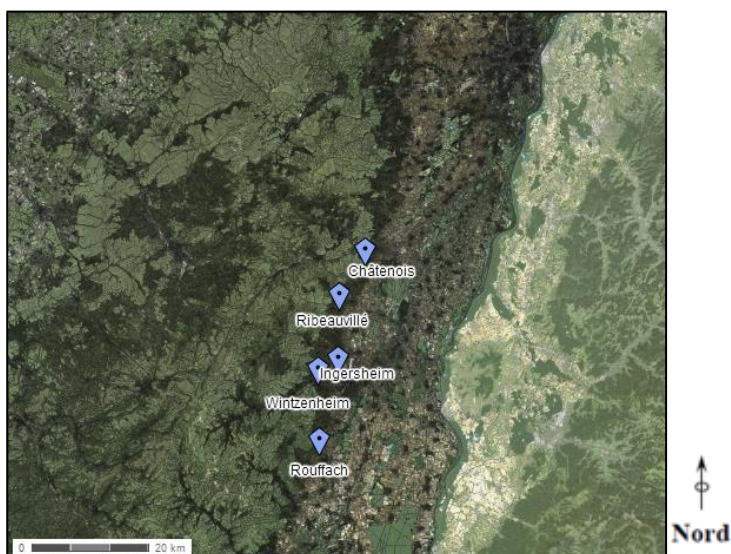 Châtenois
Ribeauvillé
Ingersheim
Wintzenheim
Rouffach
0 20 km
Nord